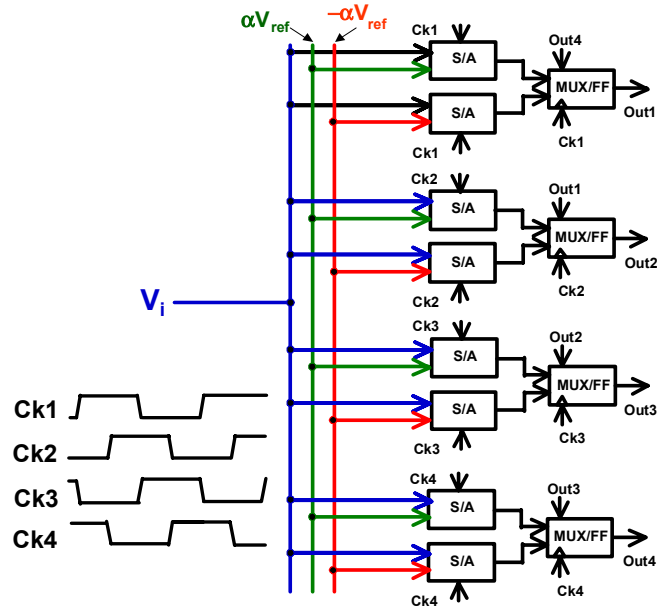 αVref
–αVref
Ck1
S/A
Out4
MUX/FF
Out1
S/A
Ck1
Ck1
Ck2
S/A
Out1
MUX/FF
Out2
S/A
Ck2
Ck2
Vi
Ck3
S/A
Out2
MUX/FF
Out3
S/A
Ck3
Ck3
Ck1
Ck2
Ck3
Ck4
Ck4
S/A
Out3
MUX/FF
Out4
S/A
Ck4
Ck4